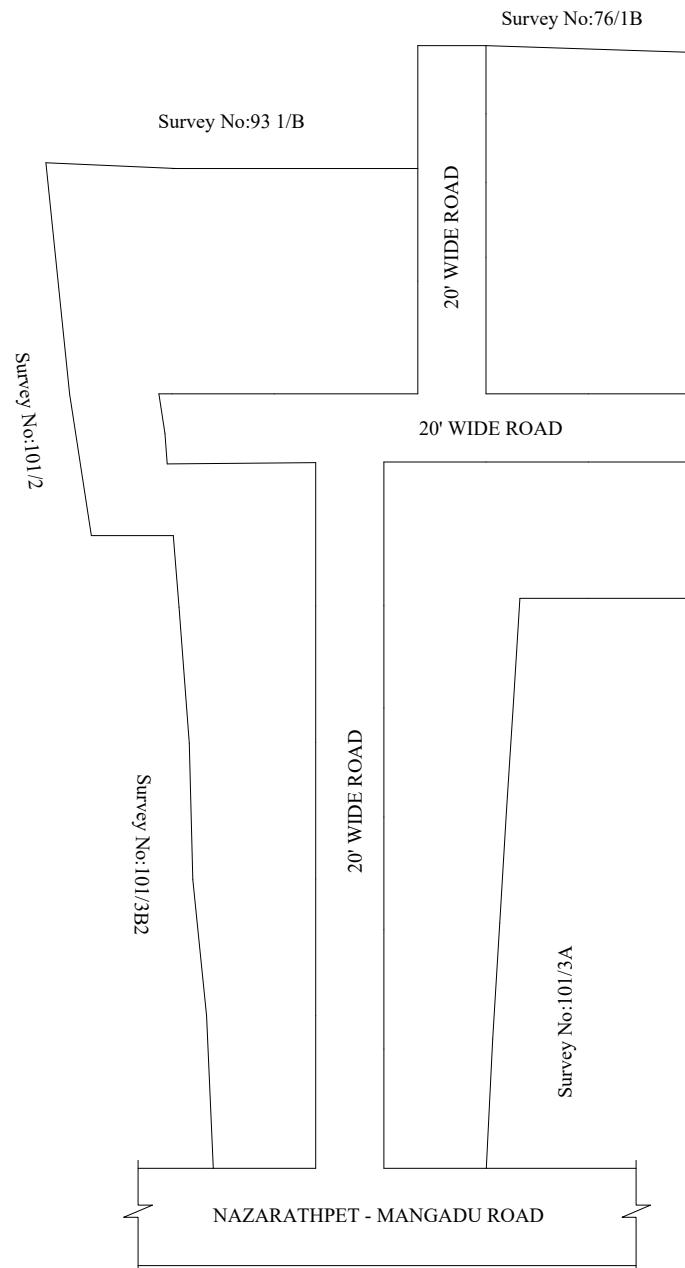 Survey No:76/1B
Survey No:93 1/B
20' WIDE ROAD
Survey No:101/2
20' WIDE ROAD
20' WIDE ROAD
Survey No:101/3B2
Survey No:101/3A
NAZARATHPET - MANGADU ROAD